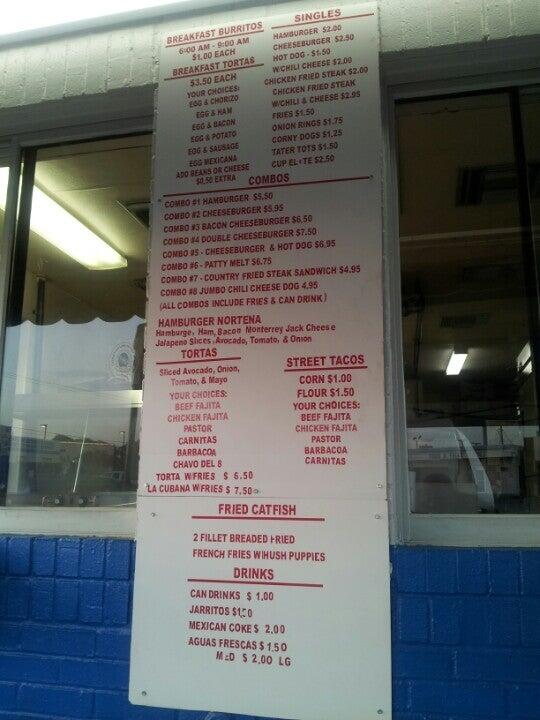 BREAKFAST BURRITOS
6:00 AM - 9:00 AM
$1.00 EACH
BREAKFAST TORTAS
$3.50 EACH
YOUR CHOICES:
EGG & CHORIZO
EGG & HAM
EGG & BACON
EGG & POTATO
EGG & SAUSAGE
EGG MEXICANA
ADD BEANS OR CHEESE
$0.50 EXTRA
SINGLES
HAMBURGER $2.00
CHEESEBURGER $2.50
HOT DOG - $1.50
W/CHILI CHEESE $2.00
CHICKEN FRIED STEAK $2.00
CHICKEN FRIED STEAK
W/CHILI & CHEESE $2.95
FRIES $1.50
ONION RINGS $1.75
CORNY DOGS $1.25
TATER TOTS $1.50
CUP $2.50
COMBOS
COMBO #1 HAMBURGER $5.50
COMBO #2 CHEESEBURGER $5.95
COMBO #3 BACON CHEESEBURGER $6.50
COMBO #4 DOUBLE CHEESEBURGER $7.50
COMBO #5 - CHEESEBURGER & HOT DOG $6.95
COMBO #6 - PATTY MELT $6.75
COMBO #7 - COUNTRY FRIED STEAK SANDWICH $4.95
COMBO #8 JUMBO CHILI CHEESE DOG 4.95
(ALL COMBOS INCLUDE FRIES & CAN DRINK)
HAMBURGER NORTENA
Hamburge, Ham, Bacon Monterrey Jack Cheese
Jalapeno Slices, Avocado, Tomato, & Onion
TORTAS
Sliced Avocado, Onion,
Tomato, & Mayo
YOUR CHOICES:
BEEF FAJITA
CHICKEN FAJITA
PASTOR
CARNITAS
BARBACOA
CHAVO DEL 8
TORTA W/FRIES $ 6.50
LA CUBANA W/FRIES $ 7.50
STREET TACOS
CORN $1.00
FLOUR $1.50
YOUR CHOICES:
BEEF FAJITA
CHICKEN FAJITA
PASTOR
BARBACOA
CARNITAS
FRIED CATFISH
2 FILLET BREADED FRIED
FRENCH FRIES W/HUSH PUPPIES
DRINKS
CAN DRINKS $ 1.00
JARRITOS
MEXICAN COKE $ 2.00
AGUAS FRESCAS $ 1.50
MED $ 2.00 LG